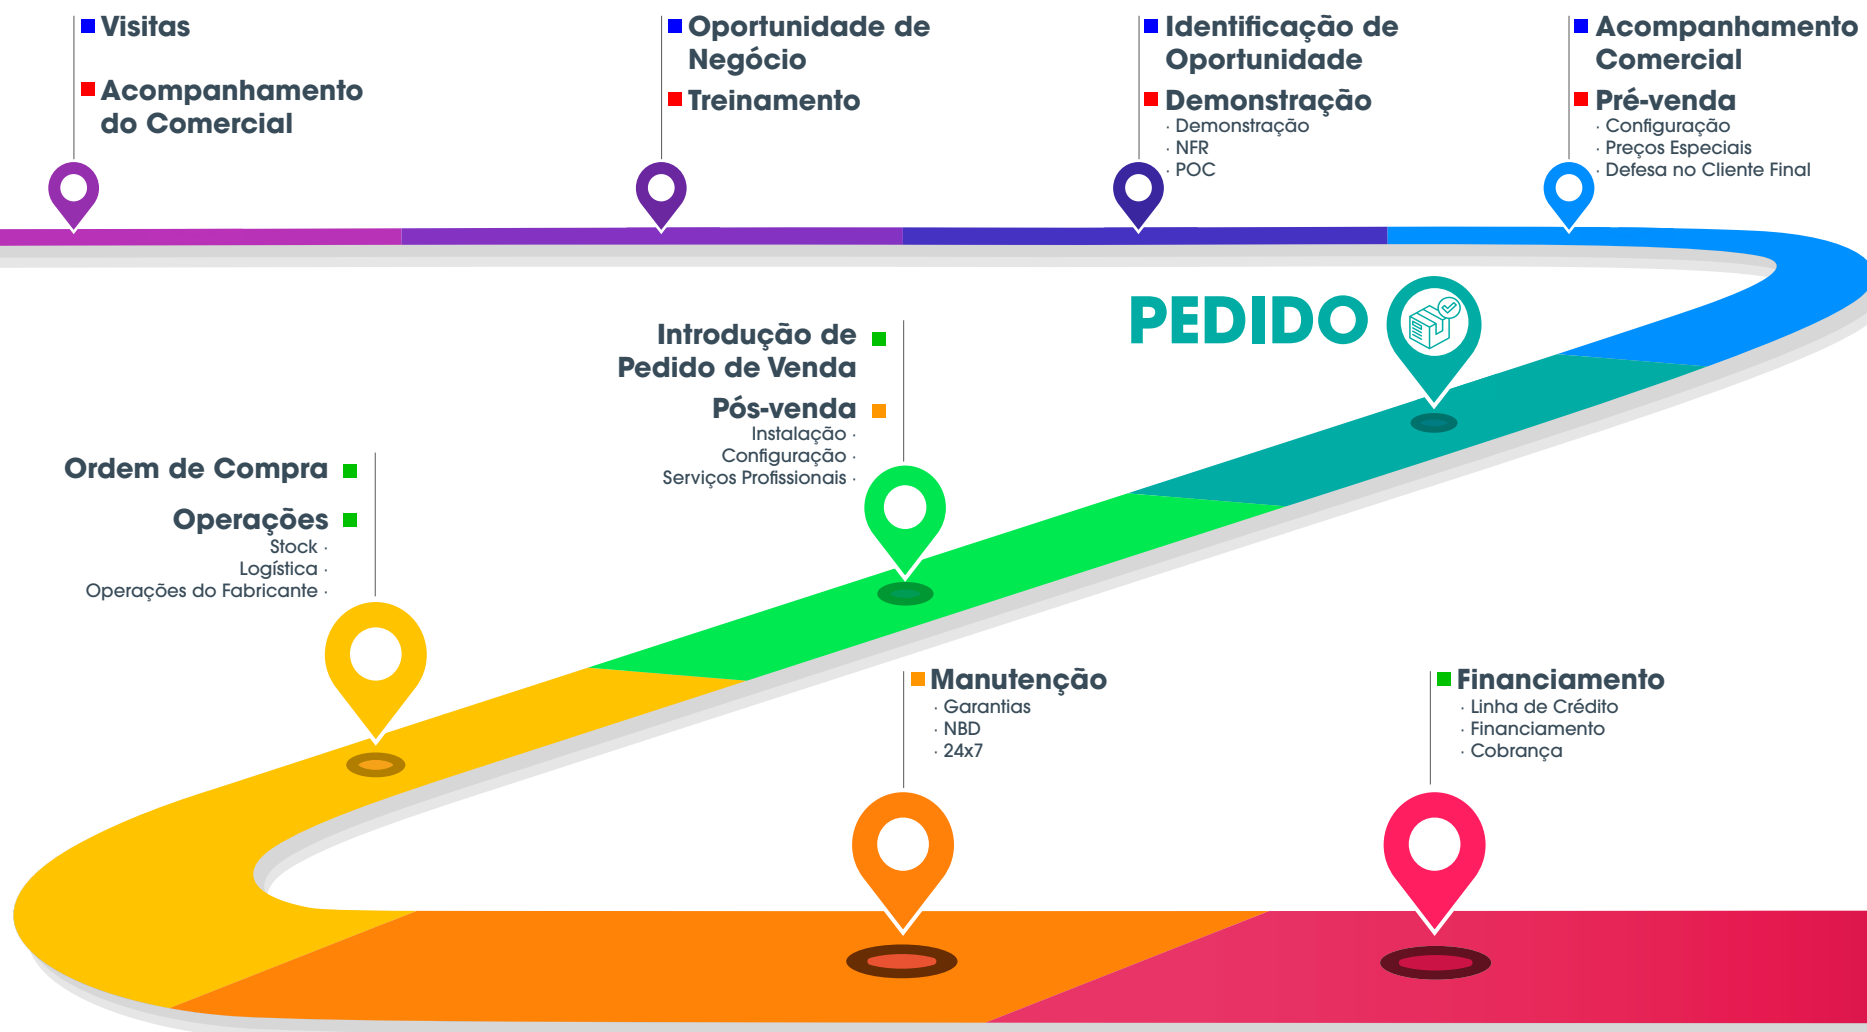 Visitas
Acompanhamento
do Comercial
Oportunidade de
Negócio
Treinamento
Identificação de
Oportunidade
Demonstração
· Demonstração
· NFR
· POC
Acompanhamento
Comercial
Pré-venda
· Configuração
· Preços Especiais
· Defesa no Cliente Final
PEDIDO
Introdução de
Pedido de Venda
Pós-venda
Instalação ·
Configuração ·
Serviços Profissionais ·
Ordem de Compra
Operações
Stock ·
Logística ·
Operações do Fabricante ·
Manutenção
· Garantias
· NBD
· 24x7
Financiamento
· Linha de Crédito
· Financiamento
· Cobrança